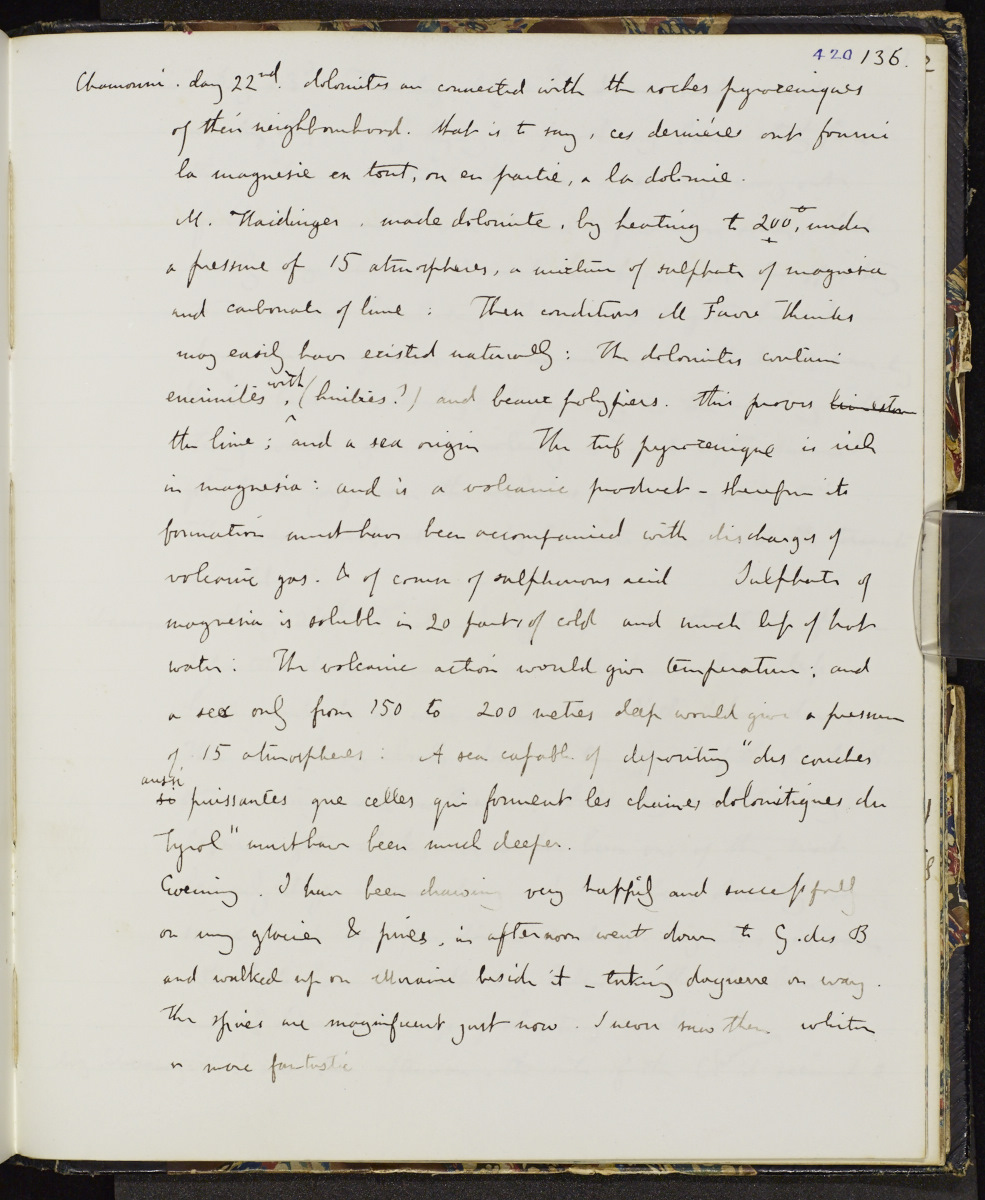 420 136.
Chamouni. day 22nd. dolomites are connected with the roches pyroxeniques
of their neighbourhood. that is to say, ces dernieres ont fourni
la magnesie en tout, ou en partie, a la dolomie.
M. Haidinger. made dolomite, by heating to 200°, under
a pressure of 15 atmospheres, a mixture of sulphate of magnesia
and carbonate of lime: These conditions M Favre thinks
may easily have existed naturally: The dolomites contain
encrinites with, (huitres?) and beaux polypiers. this proves limestone
the lime; and a sea origin The tuf pyroxenique is rich
in magnesia: and is a volcanic product - therefore its
formation must have been accompanied with discharges of
volcanic gas. & of course of sulphurous acid Sulphate of
magnesia is soluble in 20 parts of cold and much less of hot
water: The volcanic action would give temperature; and
a sea only from 150 to 200 metres deep would give a pressure
of 15 atmospheres: A sea capable of depositing "des couches
aussi
si puissantes que celles qui forment les chaines dolomitiques du
Tyrol" must have been much deeper.
Evening. I have been drawing very happily and successfully
on my glacier & pines, in afternoon went down to G. des B
and walked up on Moraine beside it - taking daguerre on way.
The spires are magnificent just now. I never saw them whiter
or more fantastic